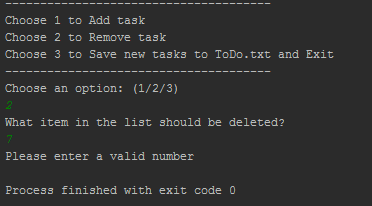 --------------------------------------
Choose 1 to Add task
Choose 2 to Remove task
Choose 3 to Save new tasks to ToDo.txt and Exit
--------------------------------------
Choose an option: (1/2/3)
2
What item in the list should be deleted?
7
Please enter a valid number
Process finished with exit code 0